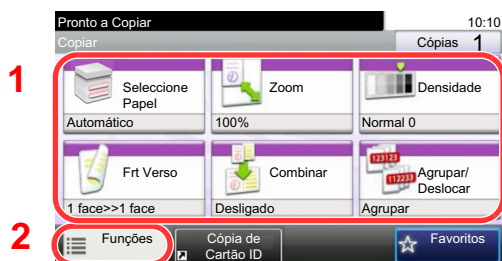 Pronto a Copiar 10:10
Copiar Cópias 1
1
Seleccione
Papel
Automático
Zoom
100%
Densidade
Normal 0
Frt Verso
1 face>>1 face
Combinar
Desligado
123123
112233
Agrupar/
Deslocar
Agrupar
2
Funções
Cópia de
Cartão ID
Favoritos